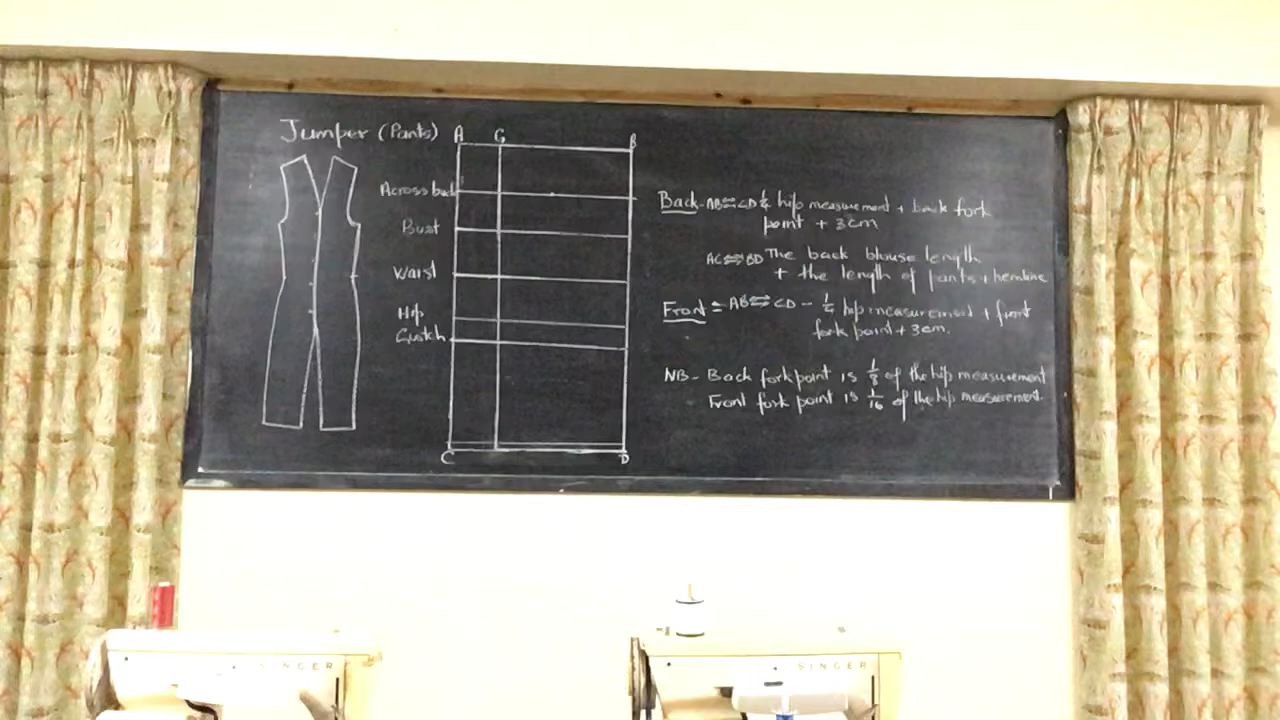 Jumper (Pants)
A G B
Across back
Bust
Waist
Hip
Crutch
C D
Back - AB ⇌ CD ¼ hip measurement + back fork
point + 3cm
AC ⇌ BD The back blouse length
+ the length of pants + hemline
Front = AB ⇌ CD - ¼ hip measurement + front
fork point + 3cm.
NB - Back fork point is 1/8 of the hip measurement
Front fork point is 1/16 of the hip measurement.
SINGER
SINGER